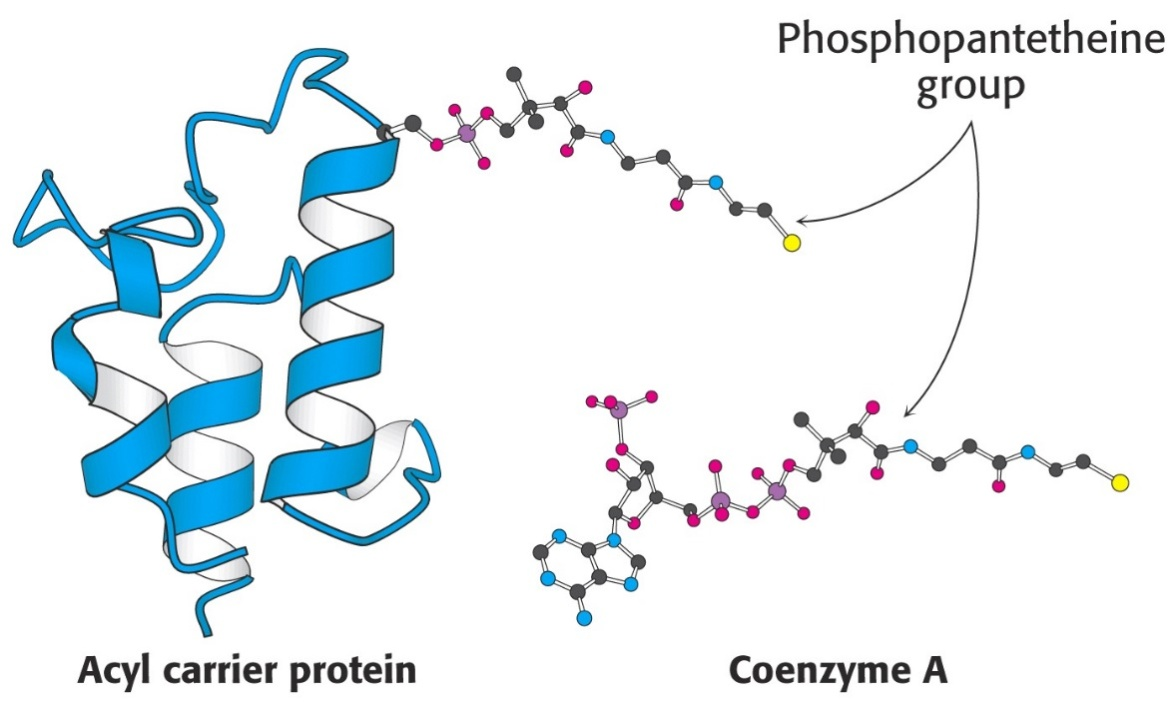 Phosphopantetheine
group
Acyl carrier protein
Coenzyme A